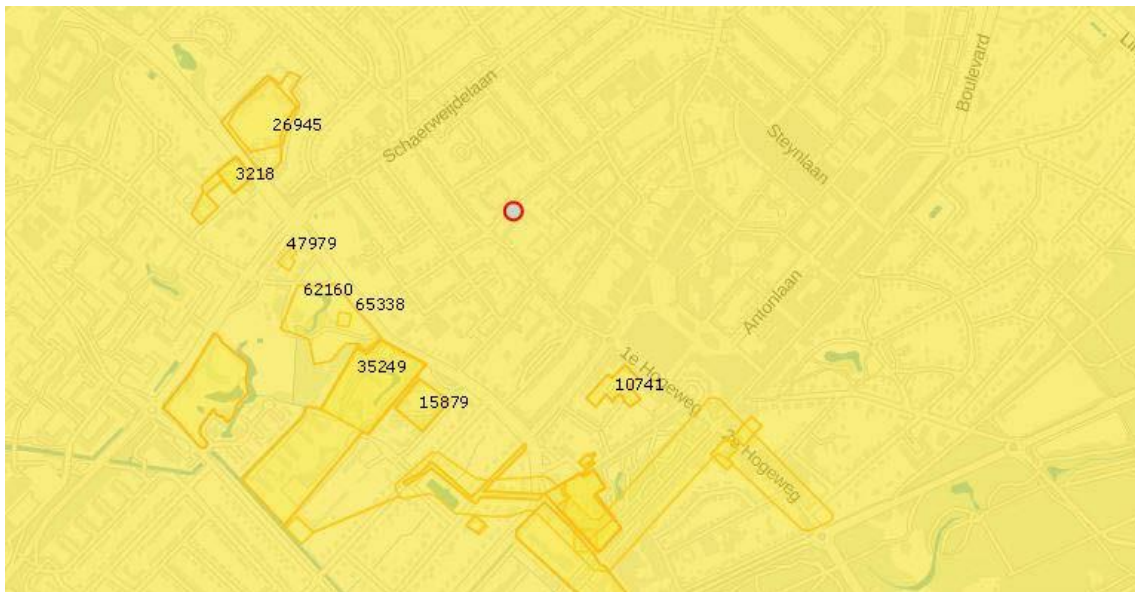 Boulevard
26945
Schaerweijdelaan
Steynlaan
3218
47979
62160
65338
Antonlaan
35249
1e Hogeweg
10741
15879
2e Hogeweg